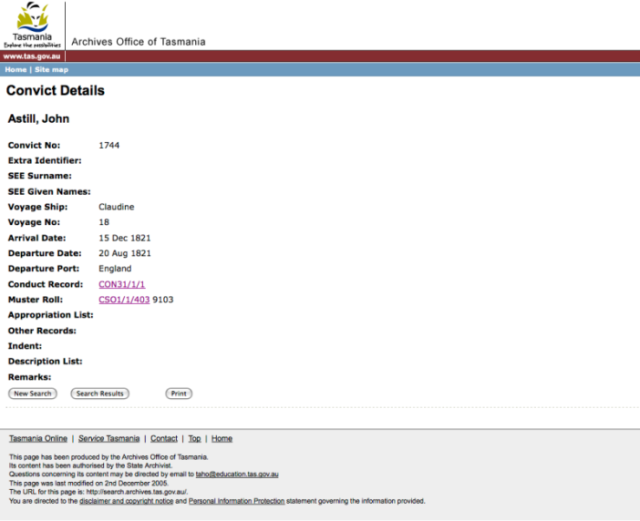 Tasmania
Explore the possibilities
Archives Office of Tasmania
www.tas.gov.au
Home | Site map
Convict Details
Astill, John
Convict No: 1744
Extra Identifier:
SEE Surname:
SEE Given Names:
Voyage Ship: Claudine
Voyage No: 18
Arrival Date: 15 Dec 1821
Departure Date: 20 Aug 1821
Departure Port: England
Conduct Record: CON31/1/1
Muster Roll: CSO1/1/403 9103
Appropriation List:
Other Records:
Indent:
Description List:
Remarks:
New Search Search Results Print
Tasmania Online | Service Tasmania | Contact | Top | Home
This page has been produced by the Archives Office of Tasmania.
Its content has been authorised by the State Archivist.
Questions concerning its content may be directed by email to taho@education.tas.gov.au
This page was last modified on 2nd December 2005.
The URL for this page is: http://search.archives.tas.gov.au/.
You are directed to the disclaimer and copyright notice and Personal Information Protection statement governing the information provided.